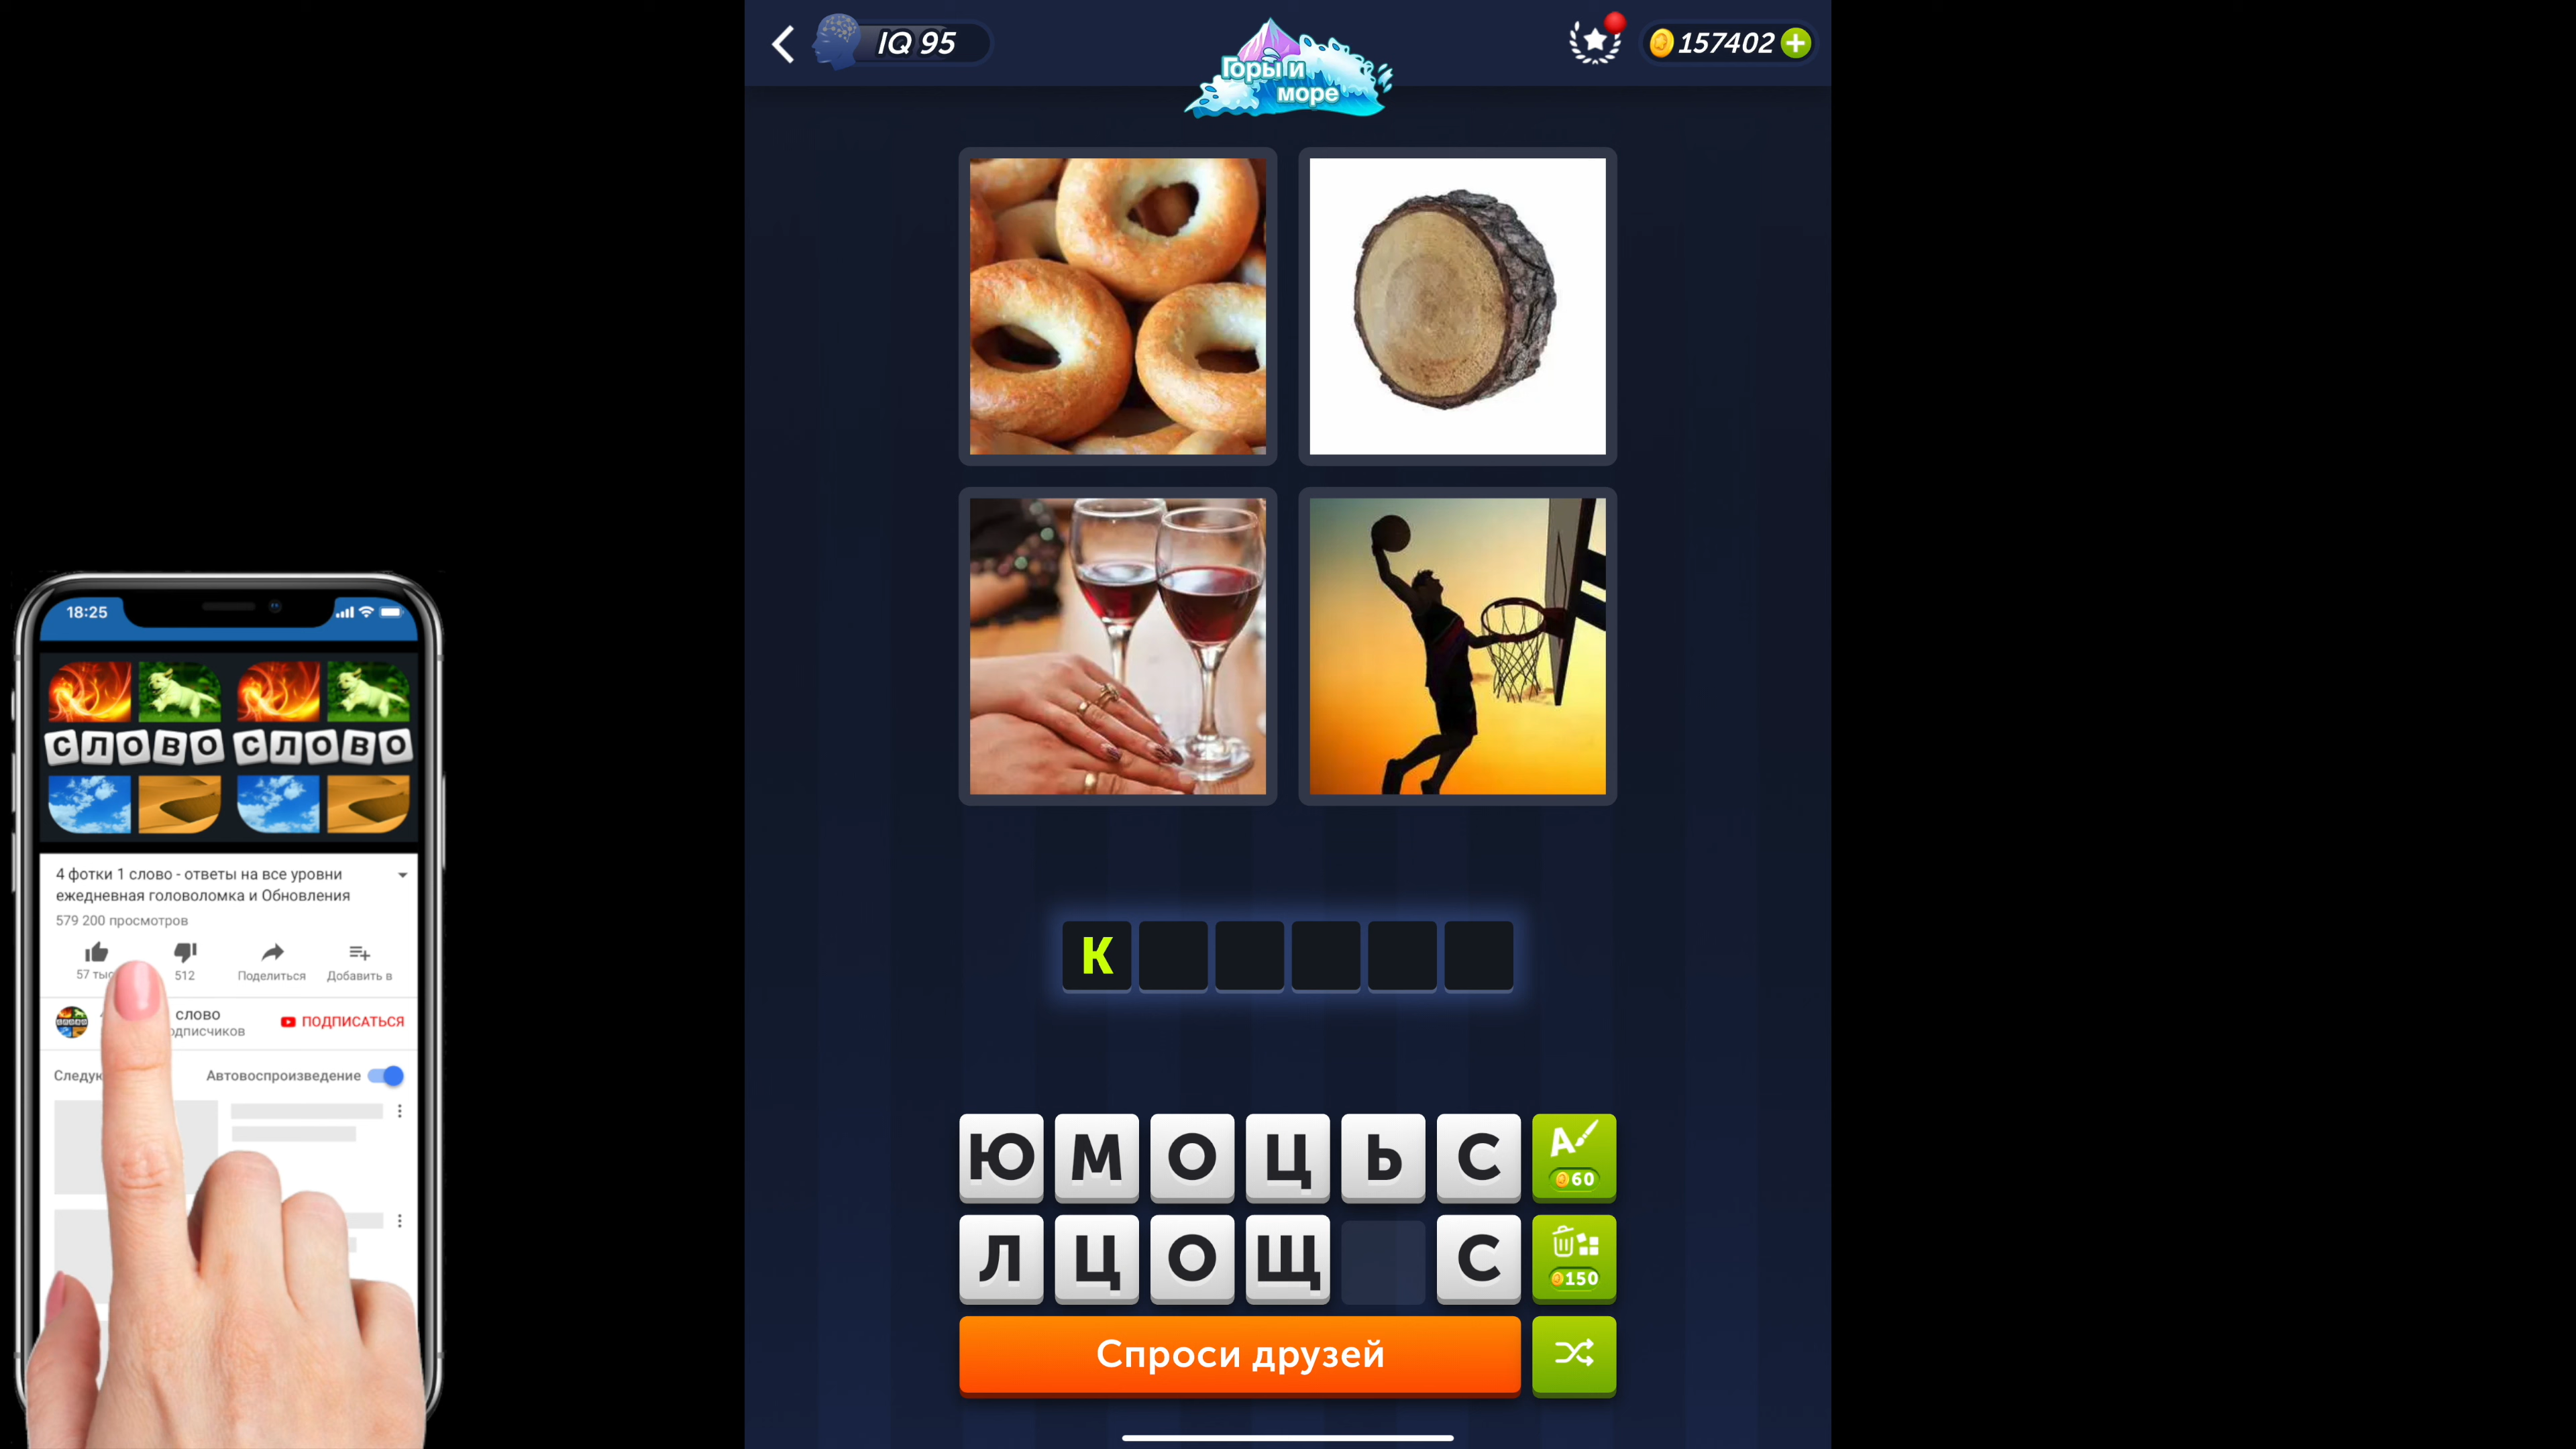 IQ 95
Горы и
море
157402
18:25
СЛОВО СЛОВО
4 фотки 1 слово - ответы на все уровни
ежедневная головоломка и Обновления
579 200 просмотров
512
Поделиться
Добавить в
слово
ПОДПИСАТЬСЯ
Автовоспроизведение
К
Ю М О Ц Ь С
A
60
Л Ц О Щ С
150
Спроси друзей